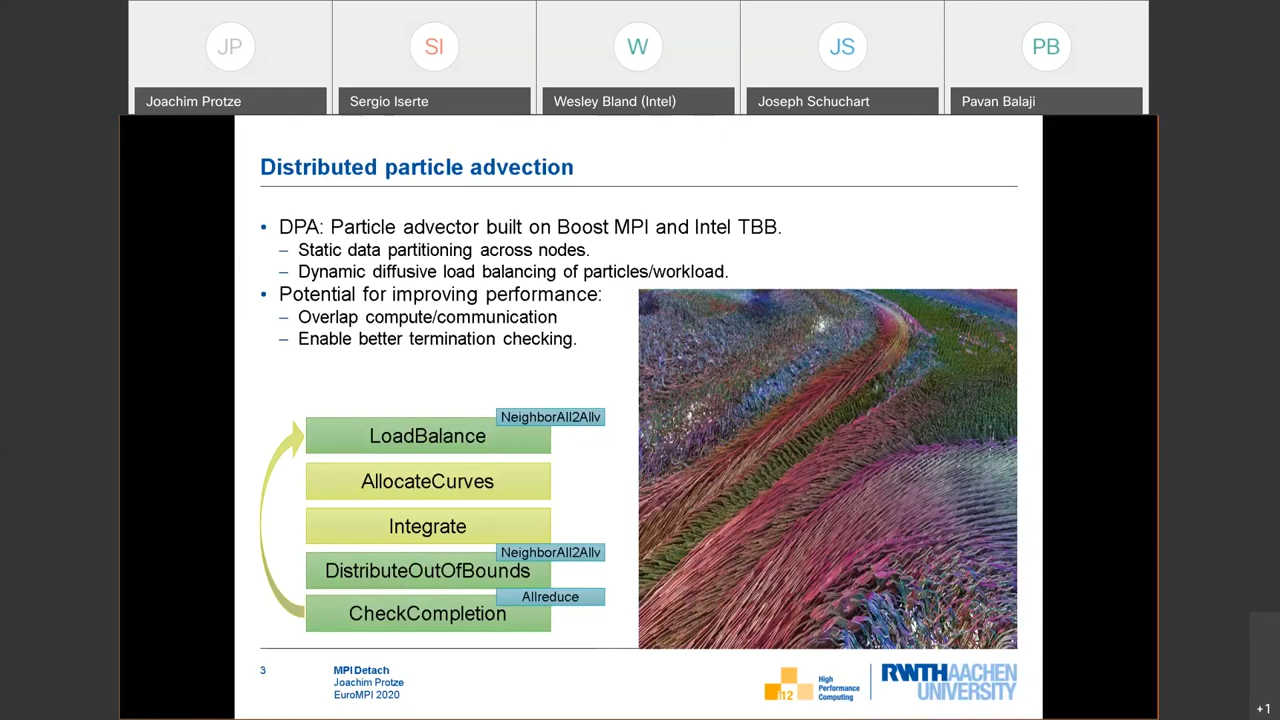 JP
SI
W
JS
PB
Joachim Protze
Sergio Iserte
Wesley Bland (Intel)
Joseph Schuchart
Pavan Balaji
Distributed particle advection
• DPA: Particle advector built on Boost MPI and Intel TBB.
– Static data partitioning across nodes.
– Dynamic diffusive load balancing of particles/workload.
• Potential for improving performance:
– Overlap compute/communication
– Enable better termination checking.
NeighborAll2Allv
LoadBalance
AllocateCurves
Integrate
NeighborAll2Allv
DistributeOutOfBounds
Allreduce
CheckCompletion
3
MPI Detach
Joachim Protze
EuroMPI 2020
i12
High
Performance
Computing
RWTH AACHEN
UNIVERSITY
+1